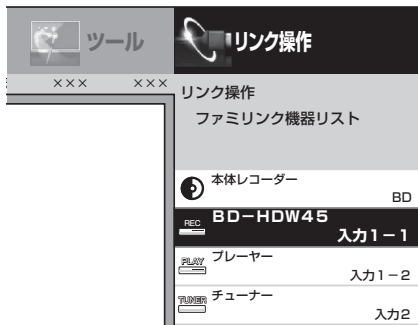 ツール
リンク操作
××× ×××
リンク操作
ファミリンク機器リスト
本体レコーダー
BD
REC
BD-HDW45
入力1-1
PLAY
プレーヤー
入力1-2
TUNER
チューナー
入力2